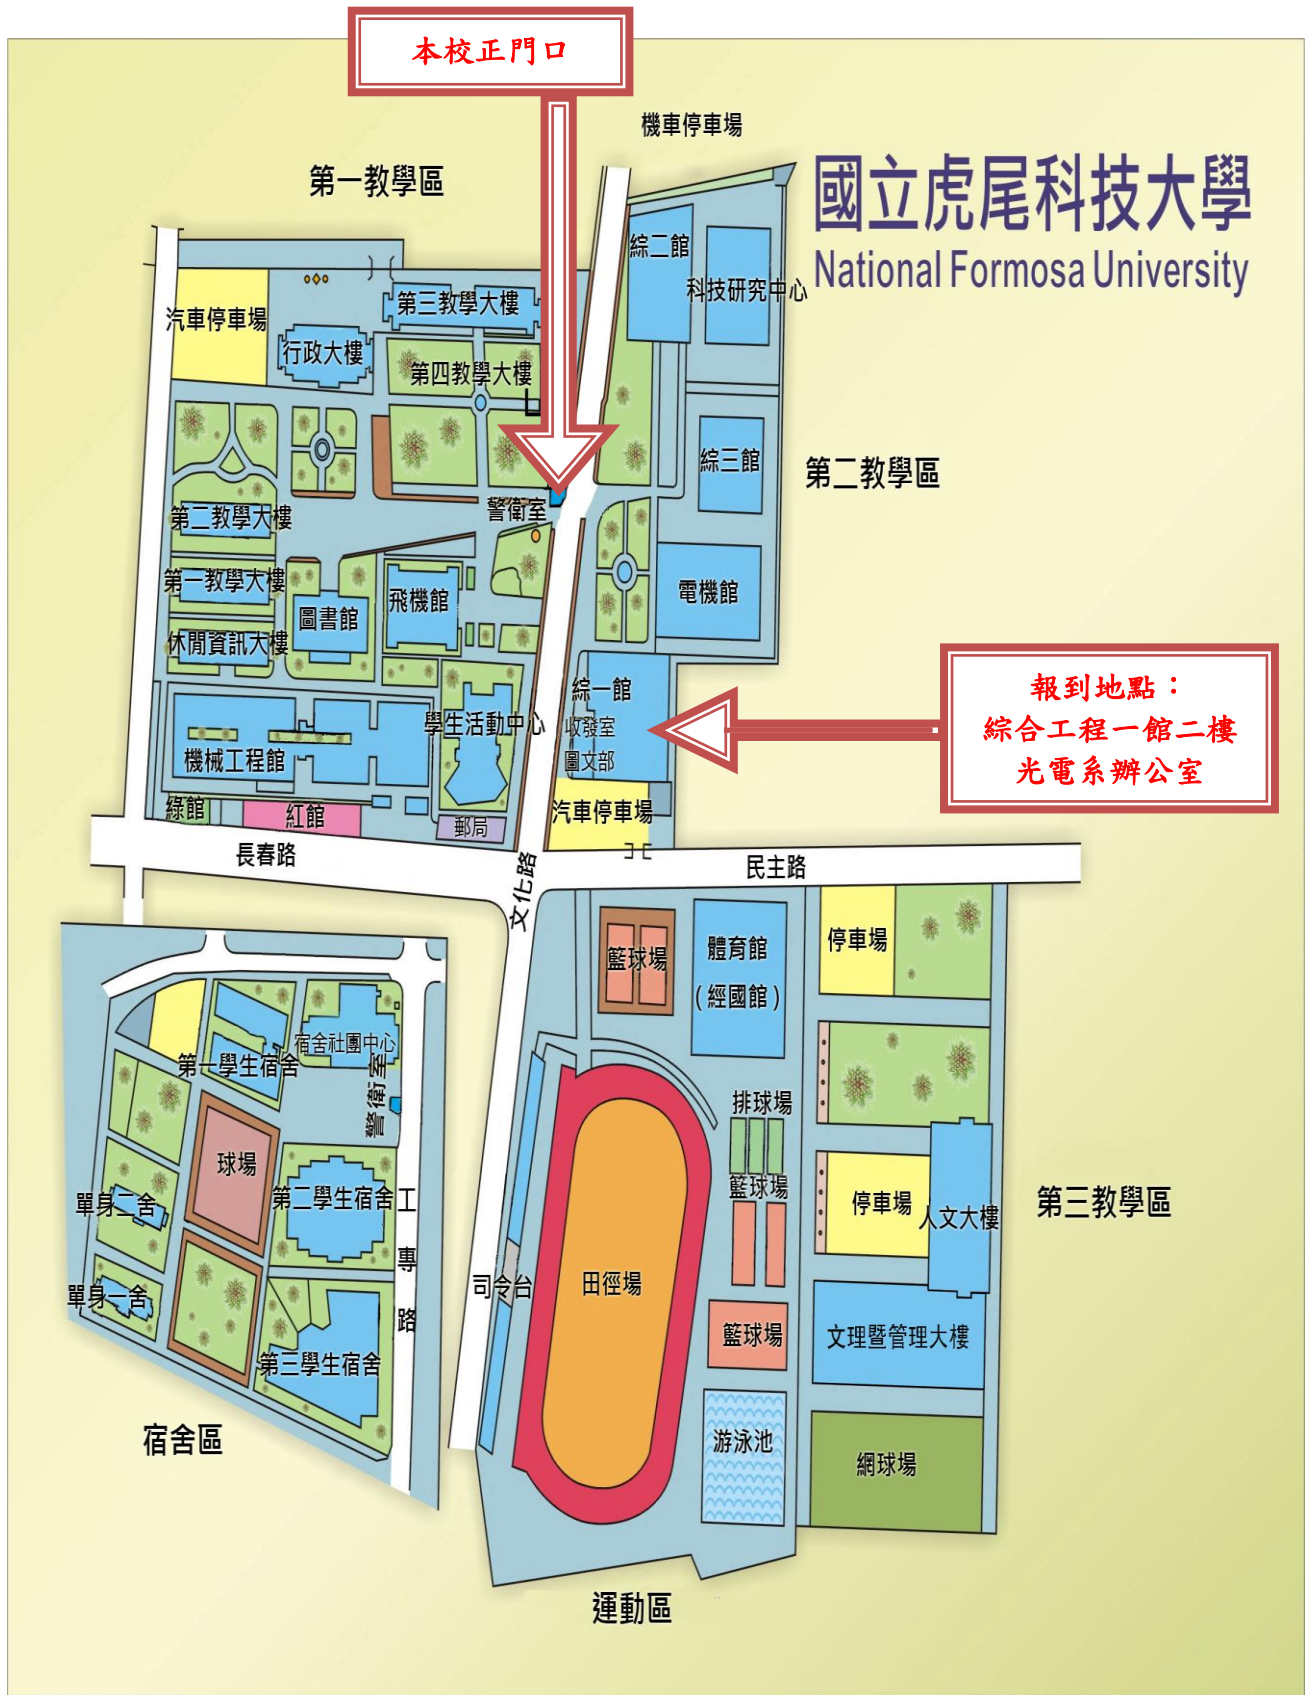 本校正門口
機車停車場
第一教學區
國立虎尾科技大學
National Formosa University
綜二館
科技研究中心
第三教學大樓
汽車停車場
行政大樓
第四教學大樓
綜三館
第二教學區
警衛室
第二教學大樓
第一教學大樓
飛機館
電機館
圖書館
休閒資訊大樓
報到地點：
綜合工程一館二樓
光電系辦公室
綜一館
收發室
圖文部
學生活動中心
機械工程館
綠館
紅館
郵局
汽車停車場
長春路
文化路
民主路
籃球場
體育館
(經國館)
停車場
宿舍社團中心
第一學生宿舍
警衛室
排球場
球場
籃球場
第二學生宿舍
單身二舍
工專路
停車場
人文大樓
第三教學區
司令台
田徑場
單身一舍
籃球場
文理暨管理大樓
第三學生宿舍
宿舍區
游泳池
網球場
運動區